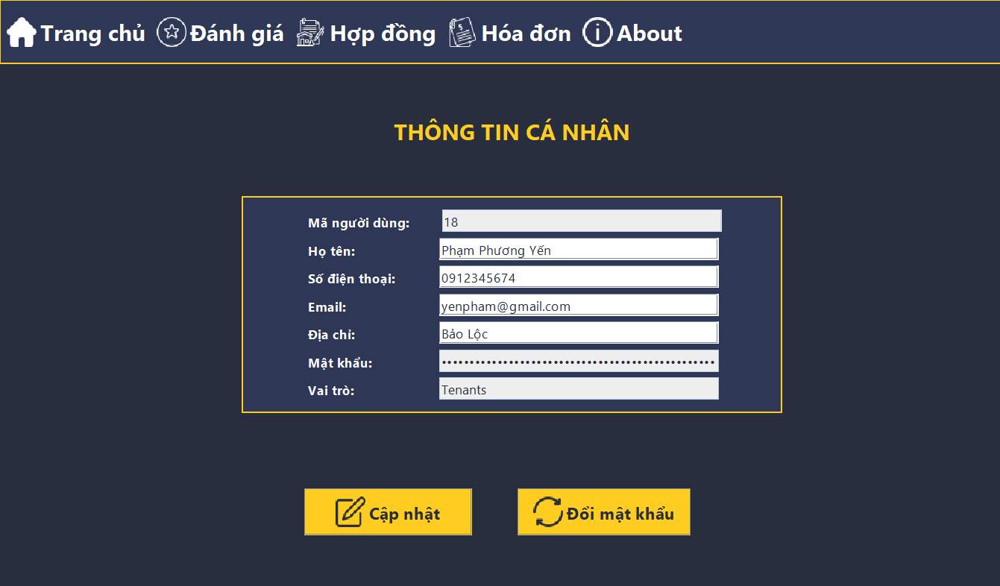 Trang chủ Đánh giá Hợp đồng Hóa đơn About
THÔNG TIN CÁ NHÂN
Mã người dùng: 18
Họ tên: Phạm Phương Yến
Số điện thoại: 0912345674
Email: yenpham@gmail.com
Địa chỉ: Bảo Lộc
Mật khẩu:
Vai trò: Tenants
Cập nhật Đổi mật khẩu